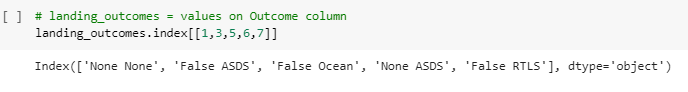 [ ] # landing_outcomes = values on Outcome column
landing_outcomes.index[[1,3,5,6,7]]
Index(['None None', 'False ASDS', 'False Ocean', 'None ASDS', 'False RTLS'], dtype='object')